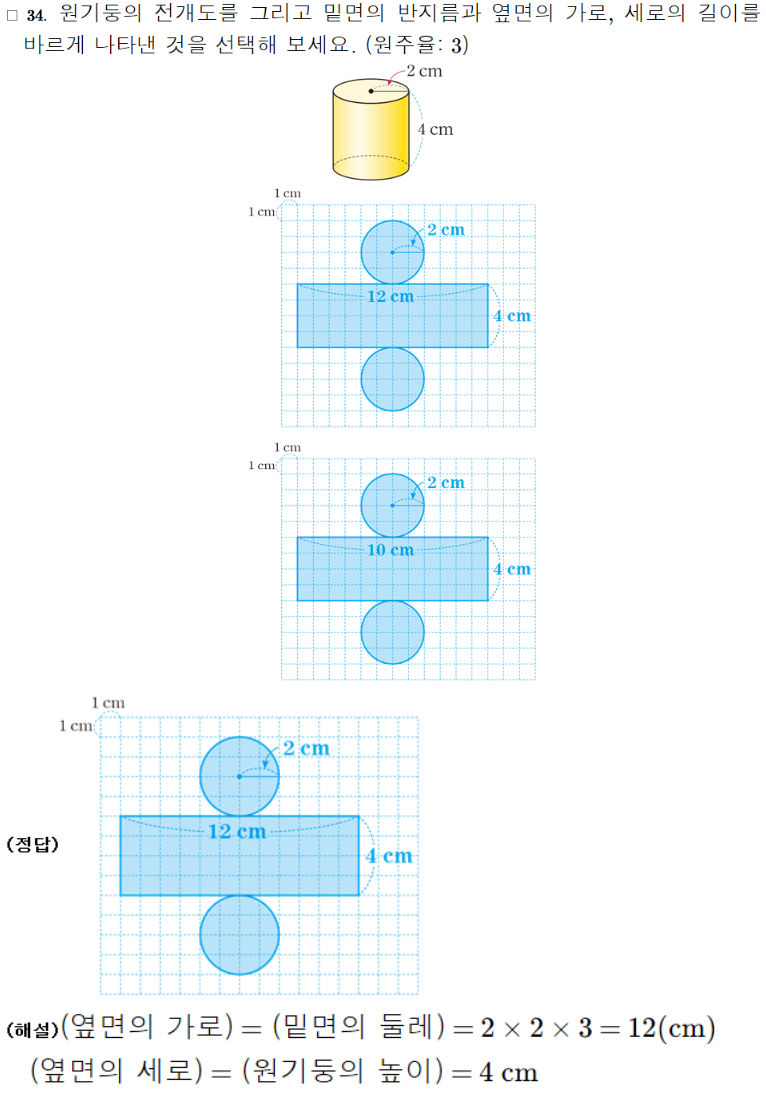 □ 34. 원기둥의 전개도를 그리고 밑면의 반지름과 옆면의 가로, 세로의 길이를
바르게 나타낸 것을 선택해 보세요. (원주율: 3)
2 cm
4 cm
1 cm
1 cm
2 cm
12 cm
4 cm
1 cm
1 cm
2 cm
10 cm
4 cm
1 cm
1 cm
2 cm
12 cm
(정답)
4 cm
(해설)(옆면의 가로) = (밑면의 둘레) = 2 × 2 × 3 = 12(cm)
(옆면의 세로) = (원기둥의 높이) = 4 cm